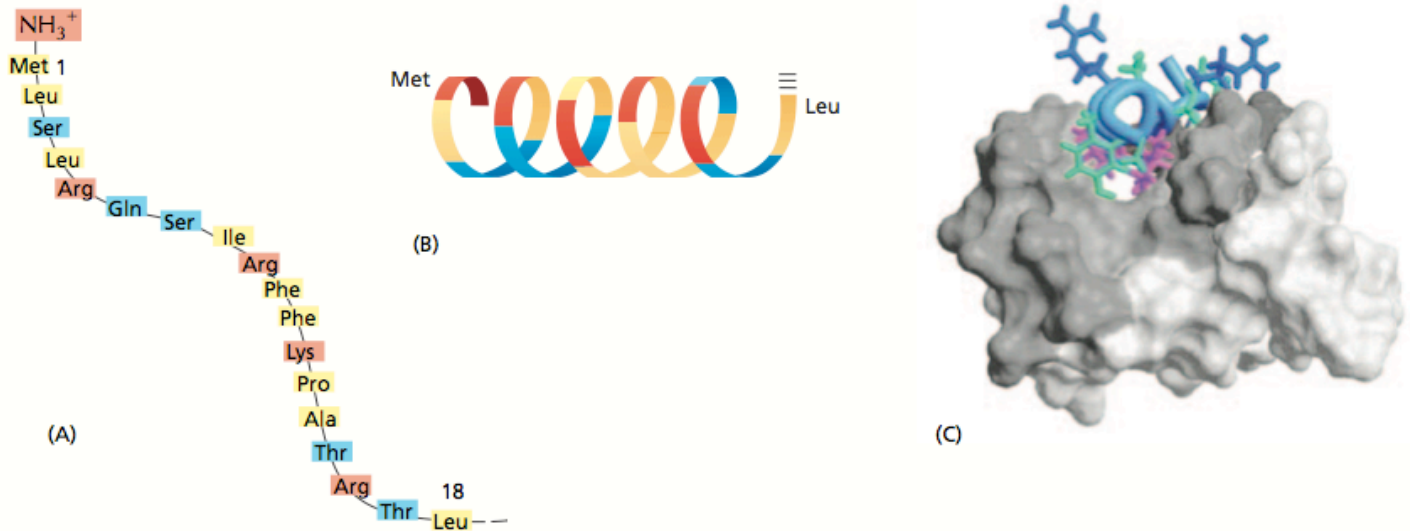 NH₃⁺
Met 1
Leu
Ser
Leu
Arg
Gln
Ser
Ile
Arg
Phe
Phe
Lys
Pro
Ala
Thr
Arg
Thr
18
Leu
(A)
Met
Leu
(B)
(C)